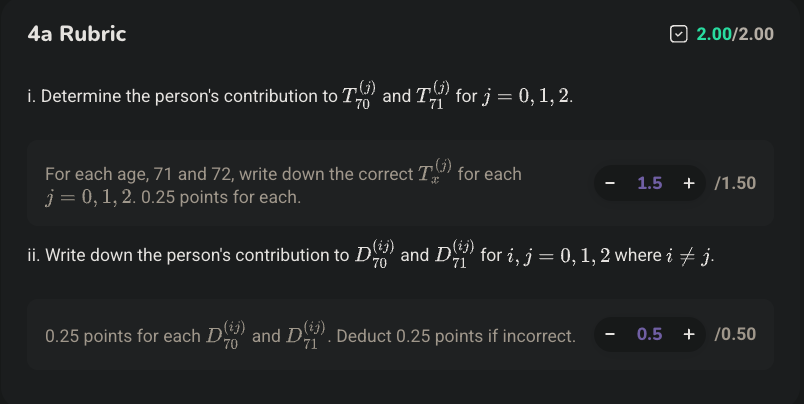 4a Rubric 2.00/2.00
i. Determine the person's contribution to $T_{70}^{(j)}$ and $T_{71}^{(j)}$ for $j = 0, 1, 2$.
For each age, 71 and 72, write down the correct $T_x^{(j)}$ for each
$j = 0, 1, 2$. 0.25 points for each.
− 1.5 + /1.50
ii. Write down the person's contribution to $D_{70}^{(ij)}$ and $D_{71}^{(ij)}$ for $i, j = 0, 1, 2$ where $i \neq j$.
0.25 points for each $D_{70}^{(ij)}$ and $D_{71}^{(ij)}$. Deduct 0.25 points if incorrect. − 0.5 + /0.50